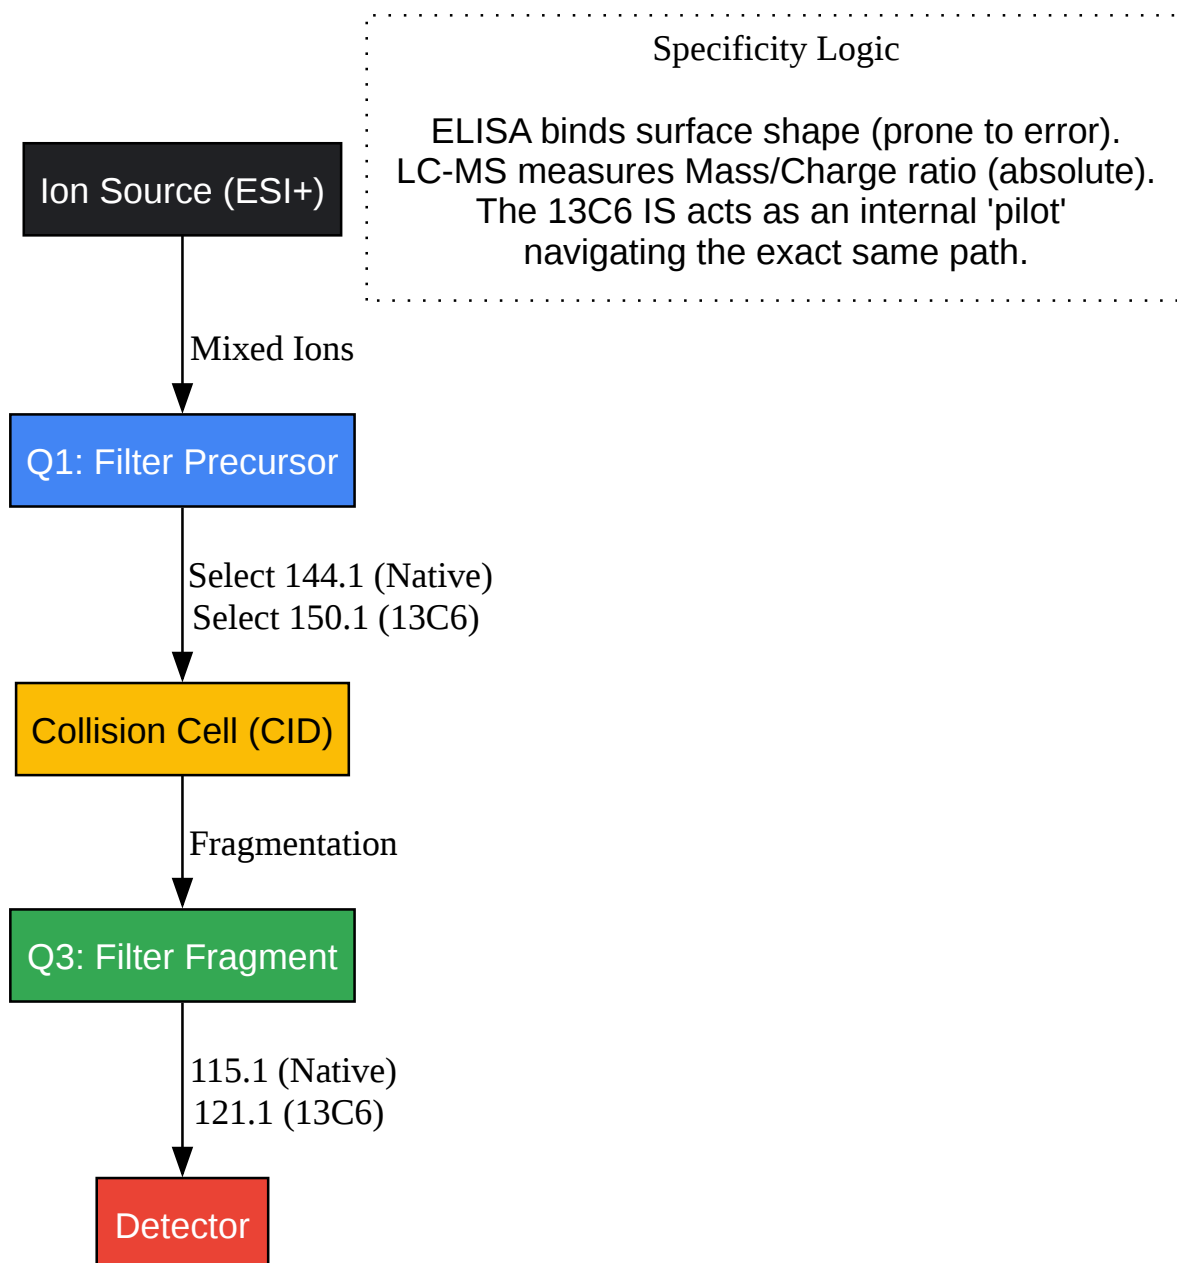 Specificity Logic
ELISA binds surface shape (prone to error).
LC-MS measures Mass/Charge ratio (absolute).
The 13C6 IS acts as an internal 'pilot'
navigating the exact same path.
Ion Source (ESI+)
Mixed Ions
Q1: Filter Precursor
Select 144.1 (Native)
Select 150.1 (13C6)
Collision Cell (CID)
Fragmentation
Q3: Filter Fragment
115.1 (Native)
121.1 (13C6)
Detector